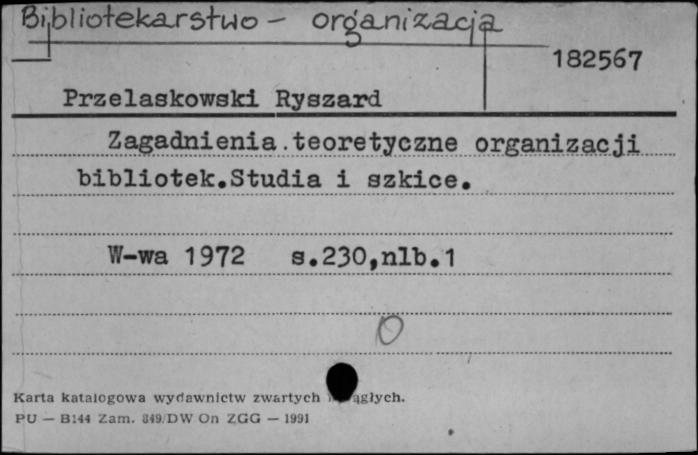 Bibliotekarstwo - organizacja
182567
Przelaskowski Ryszard
Zagadnienia teoretyczne organizacji
bibliotek.Studia i szkice.
W-wa 1972 s.230,nlb.1
O
Karta katalogowa wydawnictw zwartych
PU — B144 Zam. 849/DW On ZGG — 1991